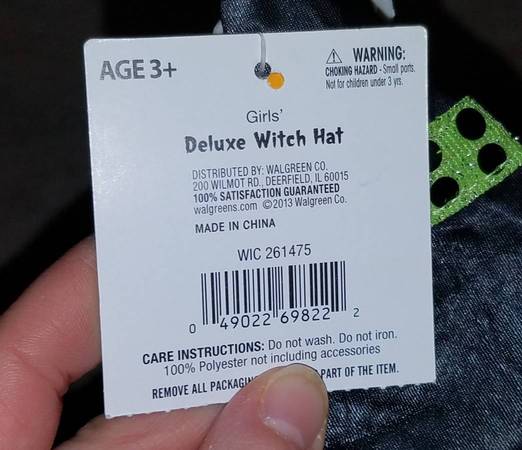 AGE 3+
⚠ WARNING:
CHOKING HAZARD - Small parts.
Not for children under 3 yrs.
Girls'
Deluxe Witch Hat
DISTRIBUTED BY: WALGREEN CO.
200 WILMOT RD., DEERFIELD, IL 60015
100% SATISFACTION GUARANTEED
walgreens.com ©2013 Walgreen Co.
MADE IN CHINA
WIC 261475
0 49022 69822 2
CARE INSTRUCTIONS: Do not wash. Do not iron.
100% Polyester not including accessories
REMOVE ALL PART OF THE ITEM.